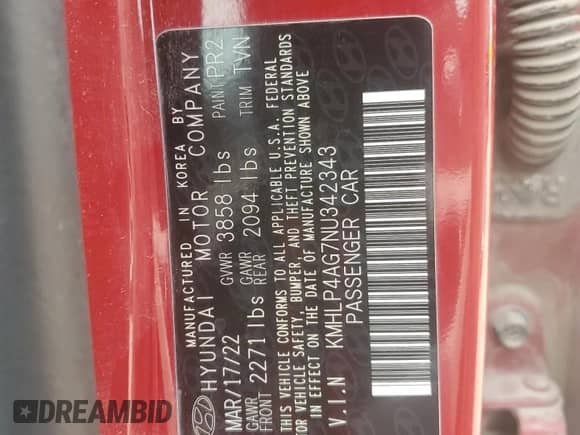 MANUFACTURED IN KOREA BY
HYUNDAI MOTOR COMPANY
MAR/17/22 GVWR 3858 lbs PAINT PR2
GAWR FRONT 2271 lbs GAWR REAR 2094 lbs TRIM TVN
THIS VEHICLE CONFORMS TO ALL APPLICABLE U.S.A. FEDERAL
MOTOR VEHICLE SAFETY, BUMPER, AND THEFT PREVENTION STANDARDS
IN EFFECT ON THE DATE OF MANUFACTURE SHOWN ABOVE
V.I.N KMHLP4AG7NU342343
PASSENGER CAR
DREAMBID